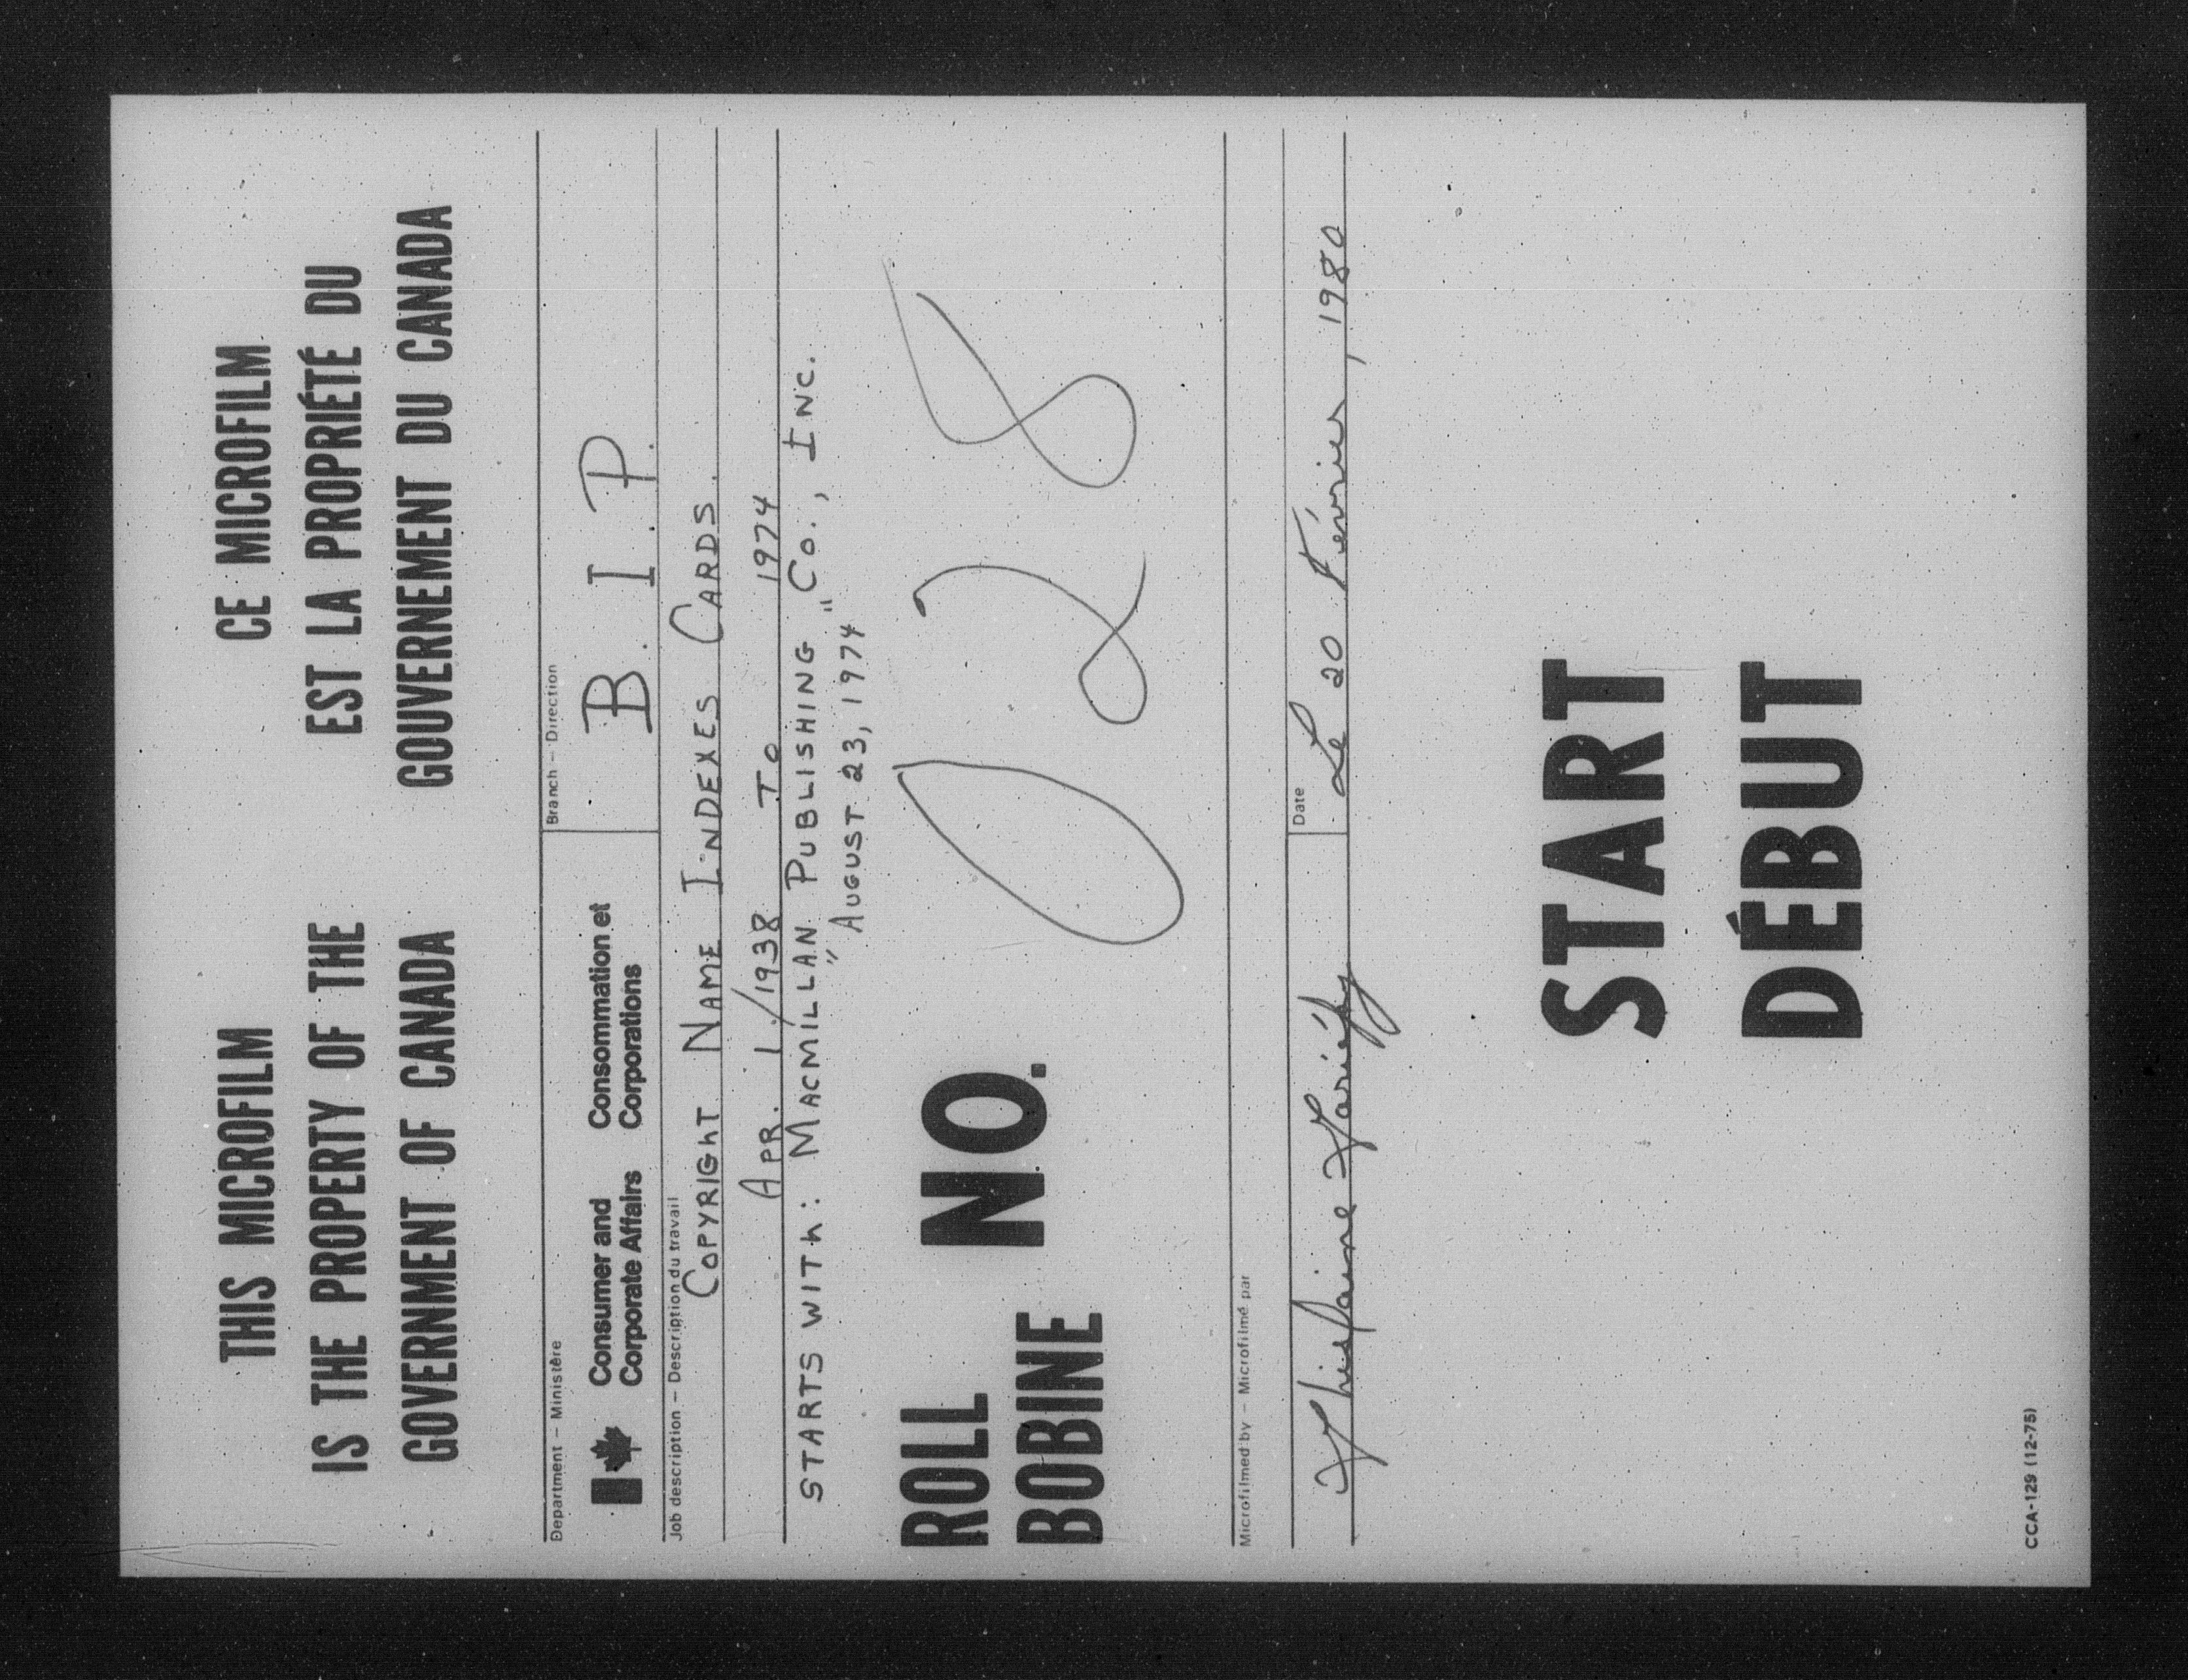 THIS MICROFILM
IS THE PROPERTY OF THE
GOVERNMENT OF CANADA
CE MICROFILM
EST LA PROPRIÉTÉ DU
GOUVERNEMENT DU CANADA
Department – Ministère
Consumer and
Corporate Affairs
Consommation et
Corporations
Branch – Direction
B. I. P.
Job description – Description du travail
COPYRIGhT NAME INDEXES CARDS.
APR. 1./1938 To 1974
STARTS WITh: MACMILLAN PUBLISHING Co., INC.
" AUGUST 23, 1974 "
ROLL
BOBINE
NO.
028
Microfilmed by – Microfilmé par
Ghislaine
Date
Le 20 Février, 1980
START
DÉBUT
CCA-129 (12-75)